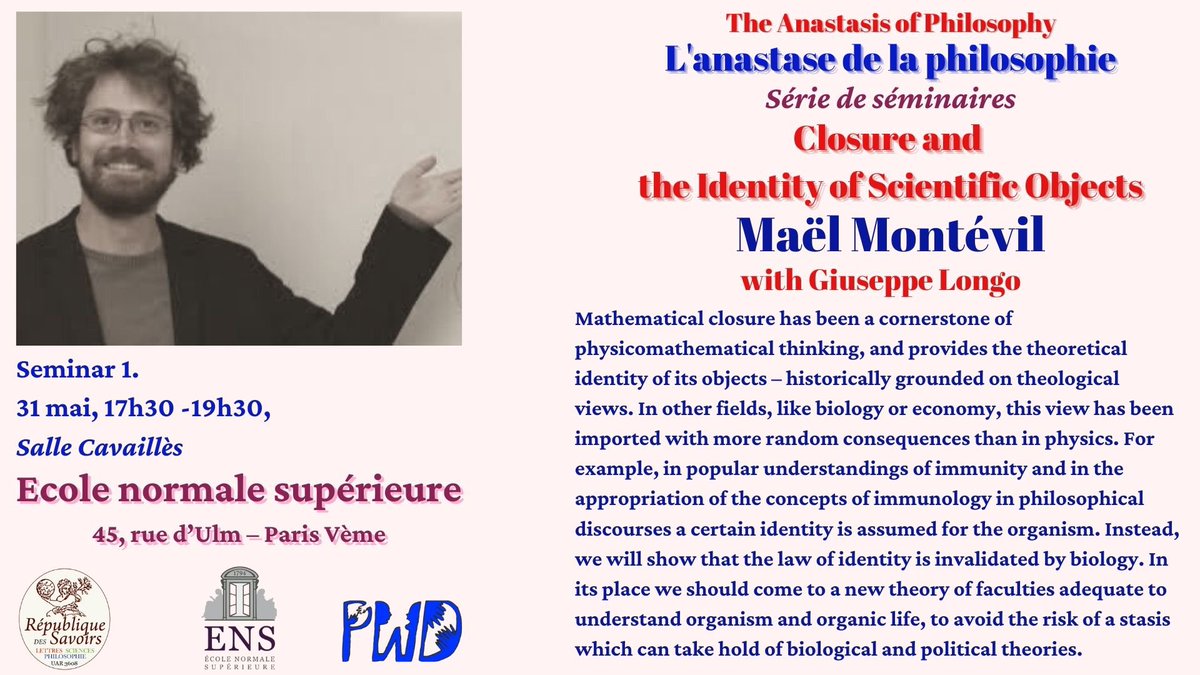 The Anastasis of Philosophy
L'anastase de la philosophie
Série de séminaires
Closure and
the Identity of Scientific Objects
Maël Montévil
with Giuseppe Longo
Mathematical closure has been a cornerstone of
physicomathematical thinking, and provides the theoretical
identity of its objects – historically grounded on theological
views. In other fields, like biology or economy, this view has been
imported with more random consequences than in physics. For
example, in popular understandings of immunity and in the
appropriation of the concepts of immunology in philosophical
discourses a certain identity is assumed for the organism. Instead,
we will show that the law of identity is invalidated by biology. In
its place we should come to a new theory of faculties adequate to
understand organism and organic life, to avoid the risk of a stasis
which can take hold of biological and political theories.
Seminar 1.
31 mai, 17h30 -19h30,
Salle Cavaillès
Ecole normale supérieure
45, rue d'Ulm – Paris Vème
République
DES Savoirs
LETTRES SCIENCES
PHILOSOPHIE
UAR 3608
1794
ENS
ÉCOLE NORMALE
SUPÉRIEURE
PWD